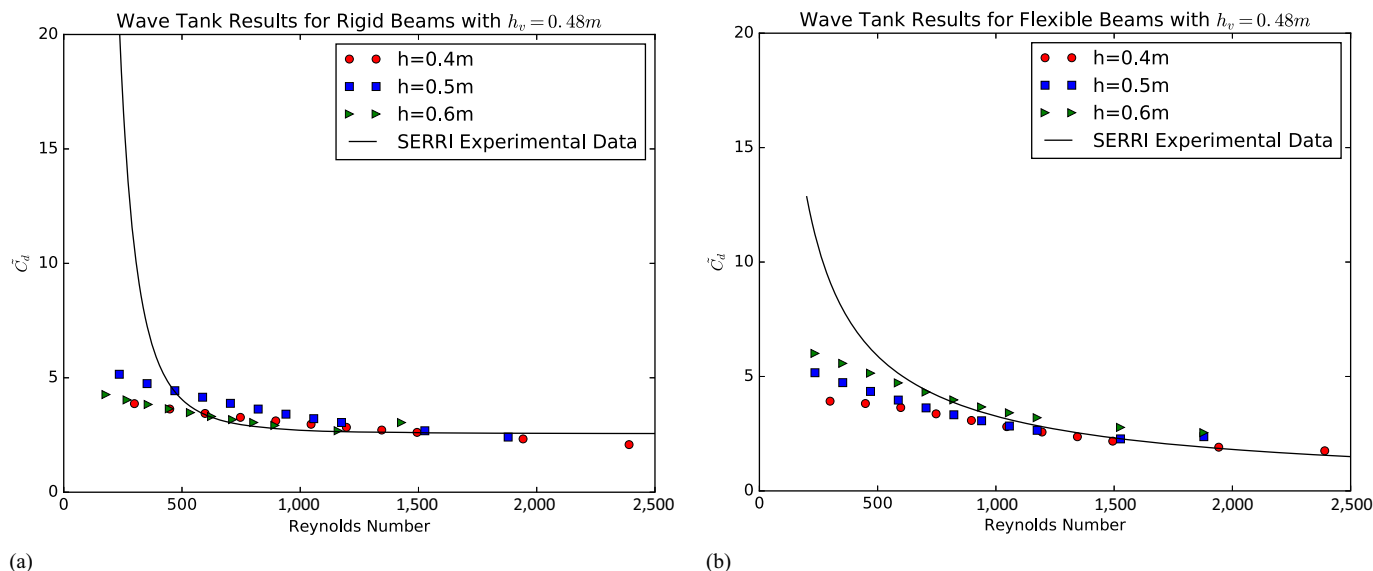 Wave Tank Results for Rigid Beams with h_v = 0.48m
20
15
10
5
0
C̃_d
0 500 1,000 1,500 2,000 2,500
Reynolds Number
h=0.4m
h=0.5m
h=0.6m
SERRI Experimental Data
(a)
Wave Tank Results for Flexible Beams with h_v = 0.48m
20
15
10
5
0
C̃_d
0 500 1,000 1,500 2,000 2,500
Reynolds Number
h=0.4m
h=0.5m
h=0.6m
SERRI Experimental Data
(b)